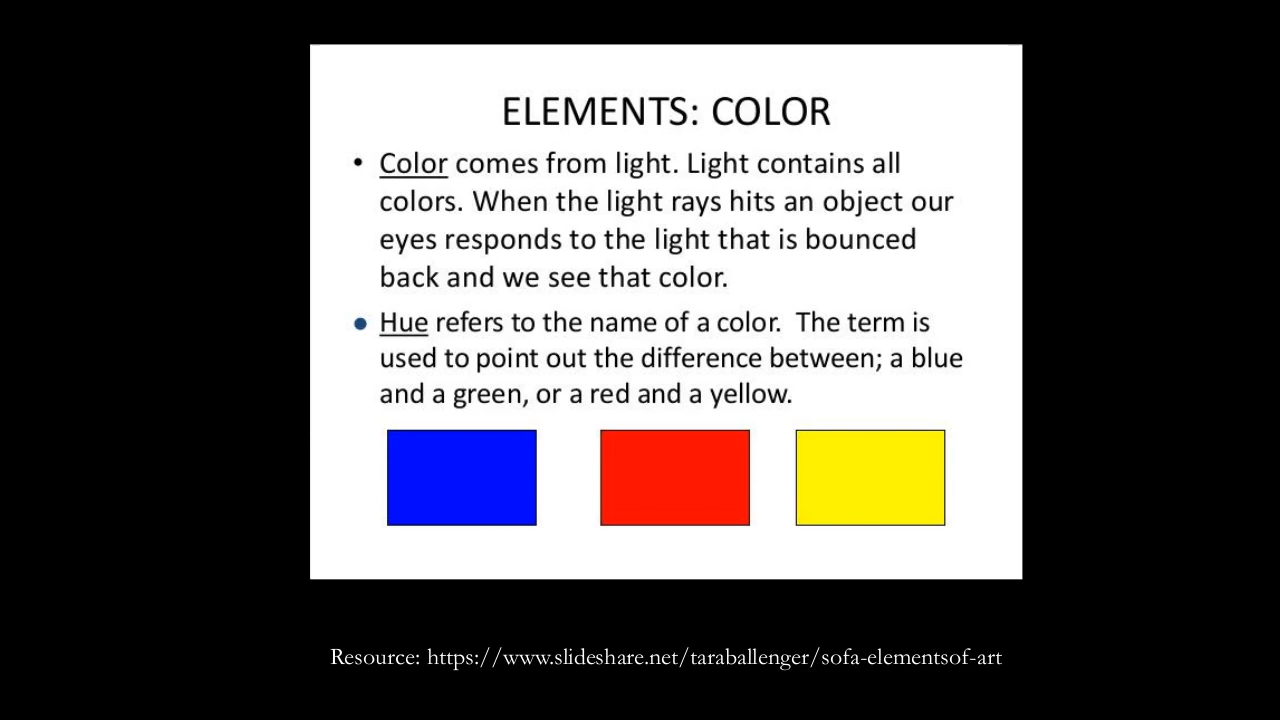 ELEMENTS: COLOR
• Color comes from light. Light contains all
colors. When the light rays hits an object our
eyes responds to the light that is bounced
back and we see that color.
• Hue refers to the name of a color.  The term is
used to point out the difference between; a blue
and a green, or a red and a yellow.
Resource: https://www.slideshare.net/taraballenger/sofa-elementsof-art